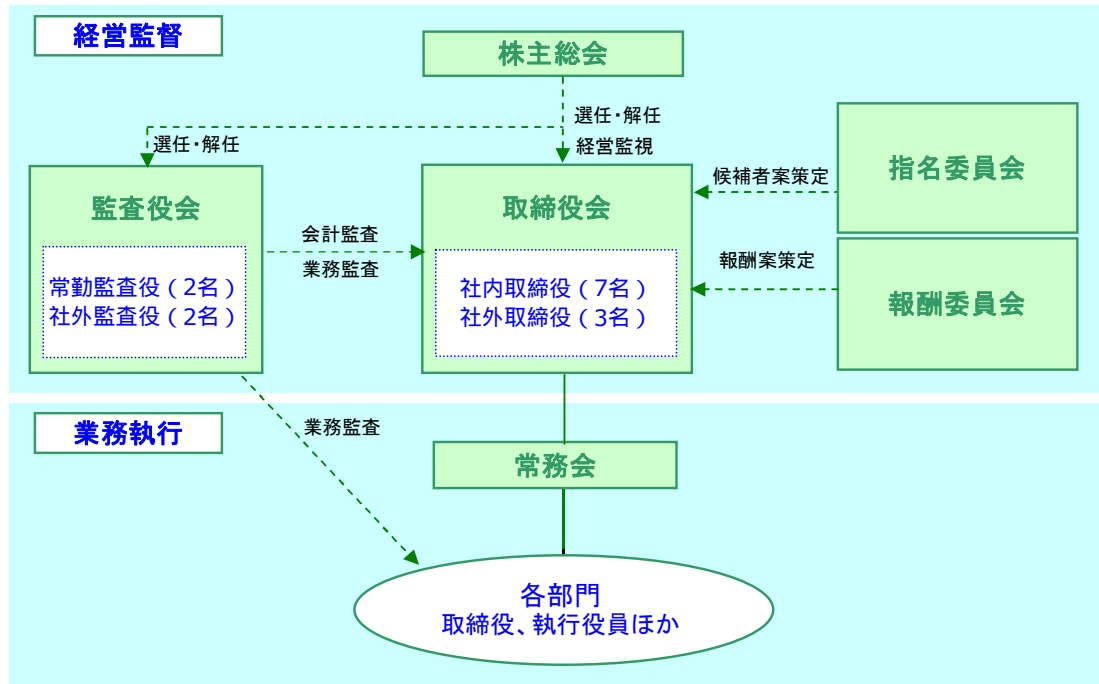 経営監督
株主総会
選任・解任
選任・解任
経営監視
監査役会
常勤監査役（2名）
社外監査役（2名）
会計監査
業務監査
取締役会
社内取締役（7名）
社外取締役（3名）
候補者案策定
指名委員会
報酬案策定
報酬委員会
業務執行
業務監査
常務会
各部門
取締役、執行役員ほか